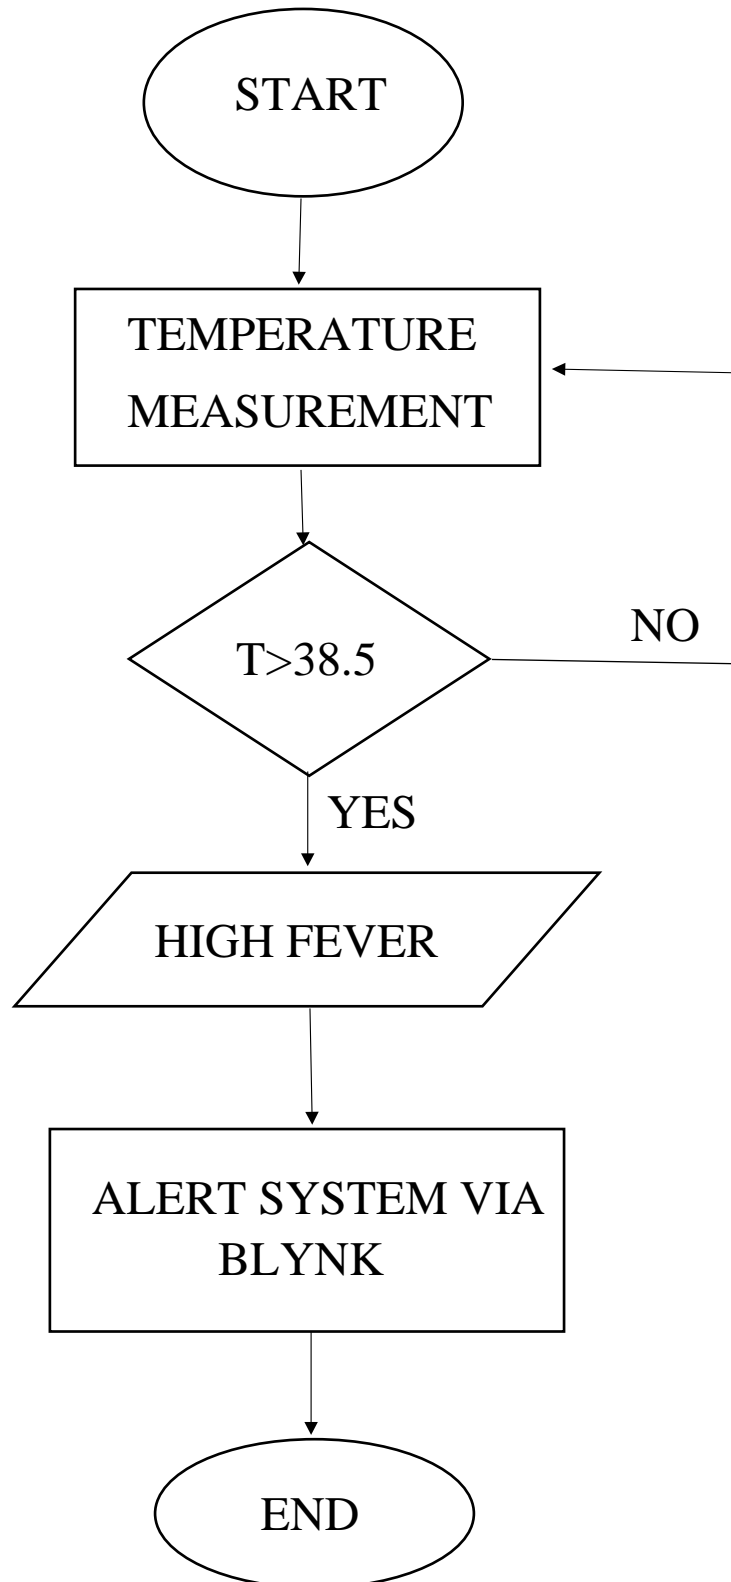 START
TEMPERATURE
MEASUREMENT
T>38.5
NO
YES
HIGH FEVER
ALERT SYSTEM VIA
BLYNK
END